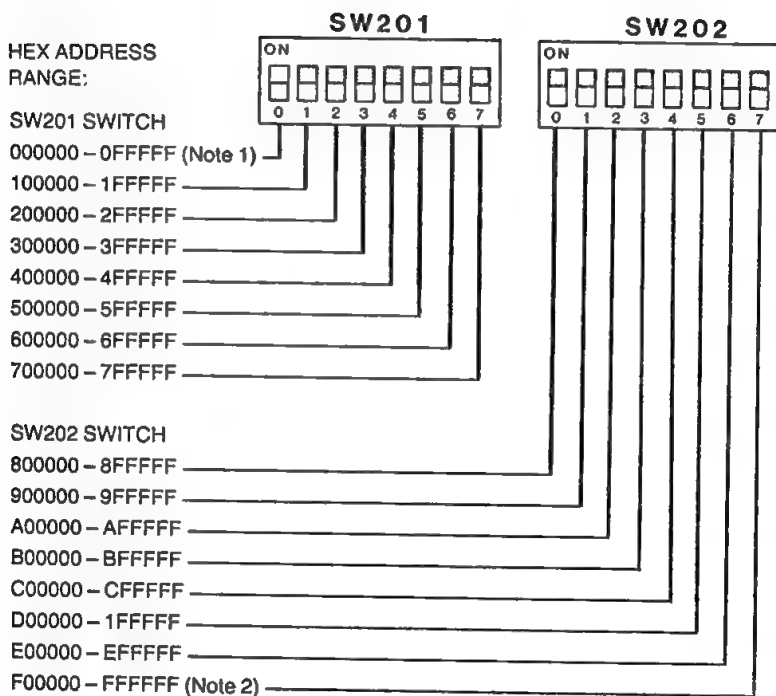 SW201
SW202
HEX ADDRESS
RANGE:
ON
0 1 2 3 4 5 6 7
ON
0 1 2 3 4 5 6 7
SW201 SWITCH
000000 – 0FFFFF (Note 1)
100000 – 1FFFFF
200000 – 2FFFFF
300000 – 3FFFFF
400000 – 4FFFFF
500000 – 5FFFFF
600000 – 6FFFFF
700000 – 7FFFFF
SW202 SWITCH
800000 – 8FFFFF
900000 – 9FFFFF
A00000 – AFFFFF
B00000 – BFFFFF
C00000 – CFFFFF
D00000 – 1FFFFF
E00000 – EFFFFF
F00000 – FFFFFF (Note 2)